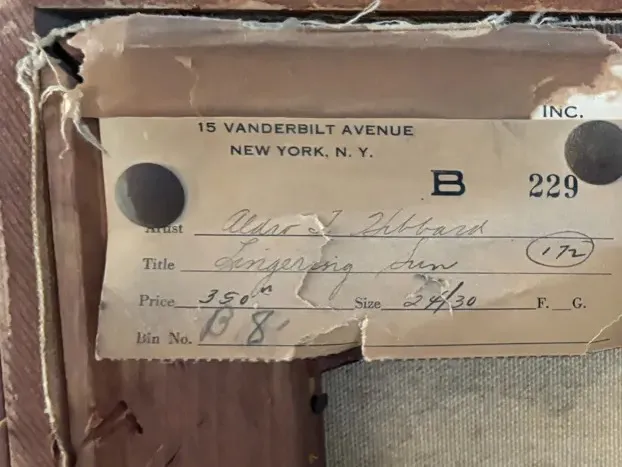 INC.
15 VANDERBILT AVENUE
NEW YORK, N. Y.
B 229
Artist Aldro T Hibbard
Title Lingering Sun 172
Price 350 Size 24/30 F. G.
Bin No. B 8